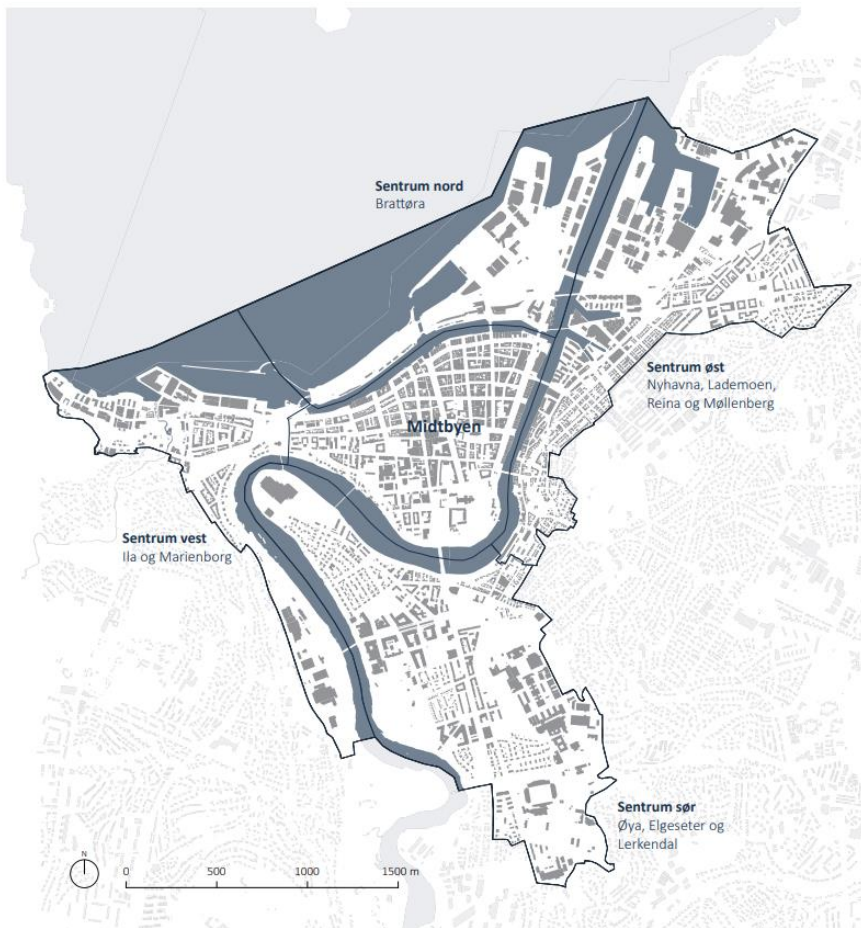 Sentrum nord
Brattøra
Sentrum øst
Nyhavna, Lademoen,
Reina og Møllenberg
Midtbyen
Sentrum vest
Ila og Marienborg
Sentrum sør
Øya, Elgeseter og
Lerkendal
N
0 500 1000 1500 m